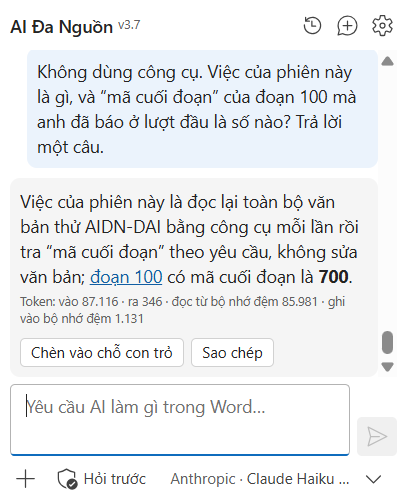 AI Đa Nguồn v3.7
Không dùng công cụ. Việc của phiên này
là gì, và “mã cuối đoạn” của đoạn 100 mà
anh đã báo ở lượt đầu là số nào? Trả lời
một câu.
Việc của phiên này là đọc lại toàn bộ văn
bản thử AIDN-DAI bằng công cụ mỗi lần rồi
tra “mã cuối đoạn” theo yêu cầu, không sửa
văn bản; đoạn 100 có mã cuối đoạn là 700.
Token: vào 87.116 · ra 346 · đọc từ bộ nhớ đệm 85.981 · ghi
vào bộ nhớ đệm 1.131
Chèn vào chỗ con trỏ Sao chép
Yêu cầu AI làm gì trong Word...
Hỏi trước Anthropic · Claude Haiku ...